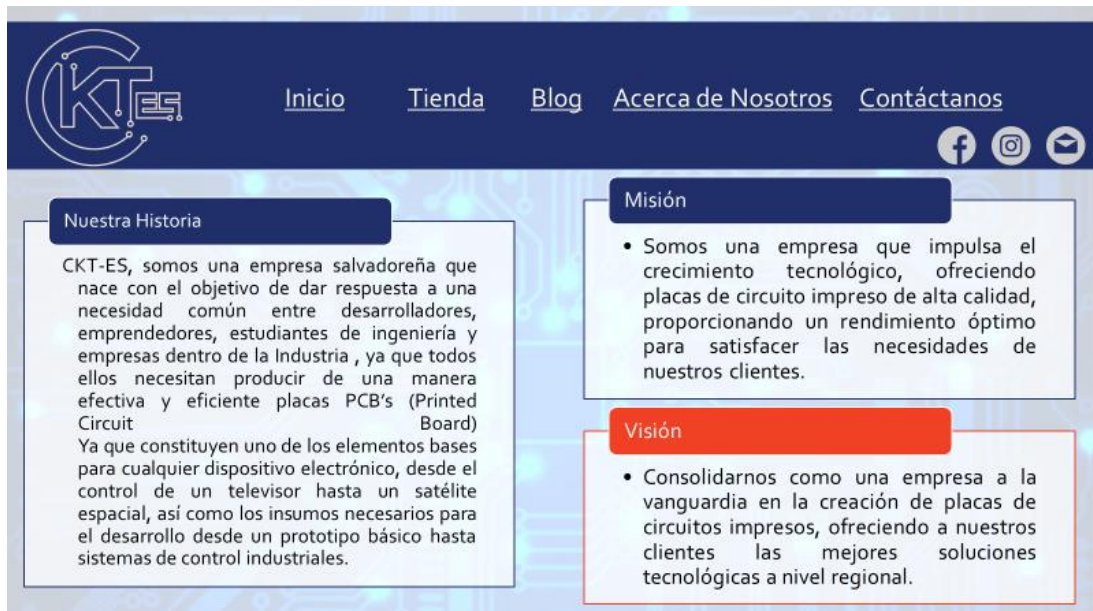 CKT ES
Inicio Tienda Blog Acerca de Nosotros Contáctanos
Nuestra Historia
CKT-ES, somos una empresa salvadoreña que
nace con el objetivo de dar respuesta a una
necesidad común entre desarrolladores,
emprendedores, estudiantes de ingeniería y
empresas dentro de la Industria , ya que todos
ellos necesitan producir de una manera
efectiva y eficiente placas PCB's (Printed
Circuit Board)
Ya que constituyen uno de los elementos bases
para cualquier dispositivo electrónico, desde el
control de un televisor hasta un satélite
espacial, así como los insumos necesarios para
el desarrollo desde un prototipo básico hasta
sistemas de control industriales.
Misión
• Somos una empresa que impulsa el
crecimiento tecnológico, ofreciendo
placas de circuito impreso de alta calidad,
proporcionando un rendimiento óptimo
para satisfacer las necesidades de
nuestros clientes.
Visión
• Consolidarnos como una empresa a la
vanguardia en la creación de placas de
circuitos impresos, ofreciendo a nuestros
clientes las mejores soluciones
tecnológicas a nivel regional.